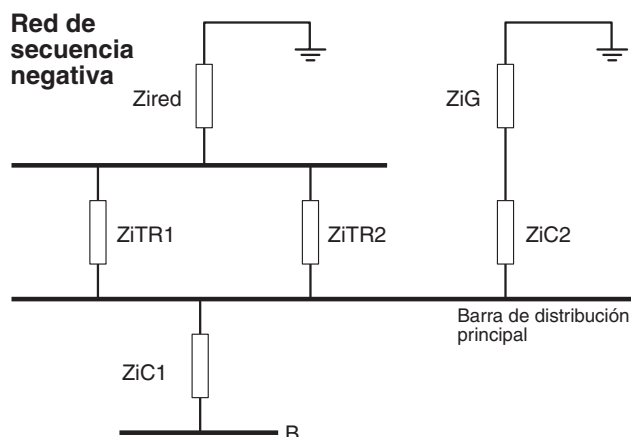 Red de
secuencia
negativa
Zired
ZiG
ZiTR1
ZiTR2
ZiC2
Barra de distribución
principal
ZiC1
B